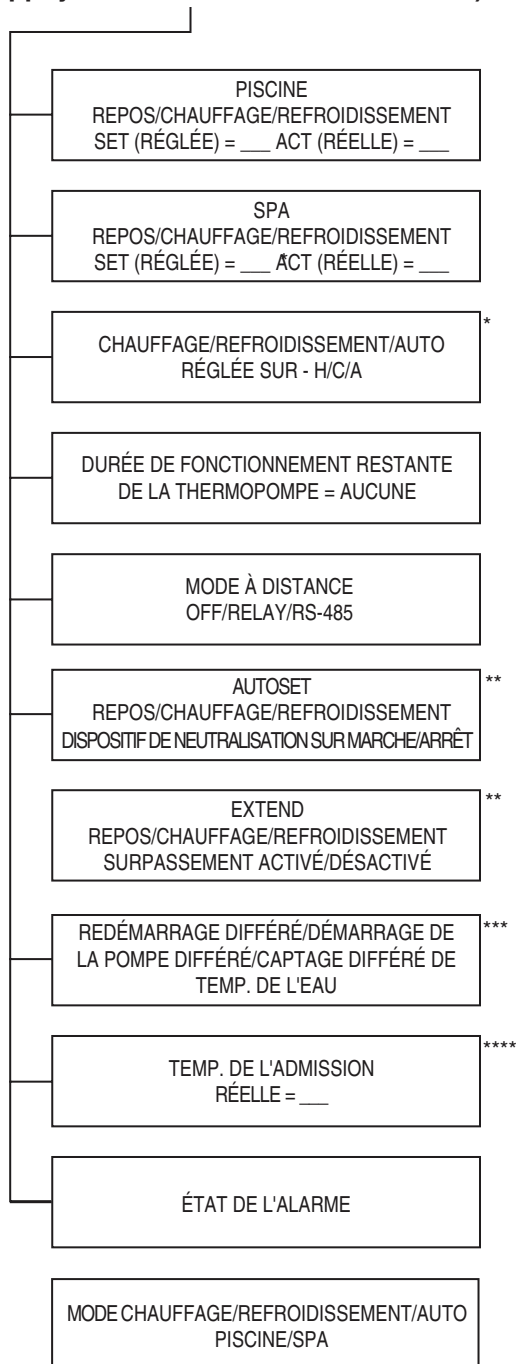 PISCINE
REPOS/CHAUFFAGE/REFROIDISSEMENT
SET (RÉGLÉE) = ___ ACT (RÉELLE) = ___
SPA
REPOS/CHAUFFAGE/REFROIDISSEMENT
SET (RÉGLÉE) = ___ ACT (RÉELLE) = ___
*
CHAUFFAGE/REFROIDISSEMENT/AUTO
RÉGLÉE SUR - H/C/A
*
DURÉE DE FONCTIONNEMENT RESTANTE
DE LA THERMOPOMPE = AUCUNE
MODE À DISTANCE
OFF/RELAY/RS-485
AUTOSET
REPOS/CHAUFFAGE/REFROIDISSEMENT
DISPOSITIF DE NEUTRALISATION SUR MARCHE/ARRÊT
**
EXTEND
REPOS/CHAUFFAGE/REFROIDISSEMENT
SURPASSEMENT ACTIVÉ/DÉSACTIVÉ
**
REDÉMARRAGE DIFFÉRÉ/DÉMARRAGE DE
LA POMPE DIFFÉRÉ/CAPTAGE DIFFÉRÉ DE
TEMP. DE L'EAU
***
TEMP. DE L'ADMISSION
RÉELLE = ___
****
ÉTAT DE L'ALARME
MODE CHAUFFAGE/REFROIDISSEMENT/AUTO
PISCINE/SPA